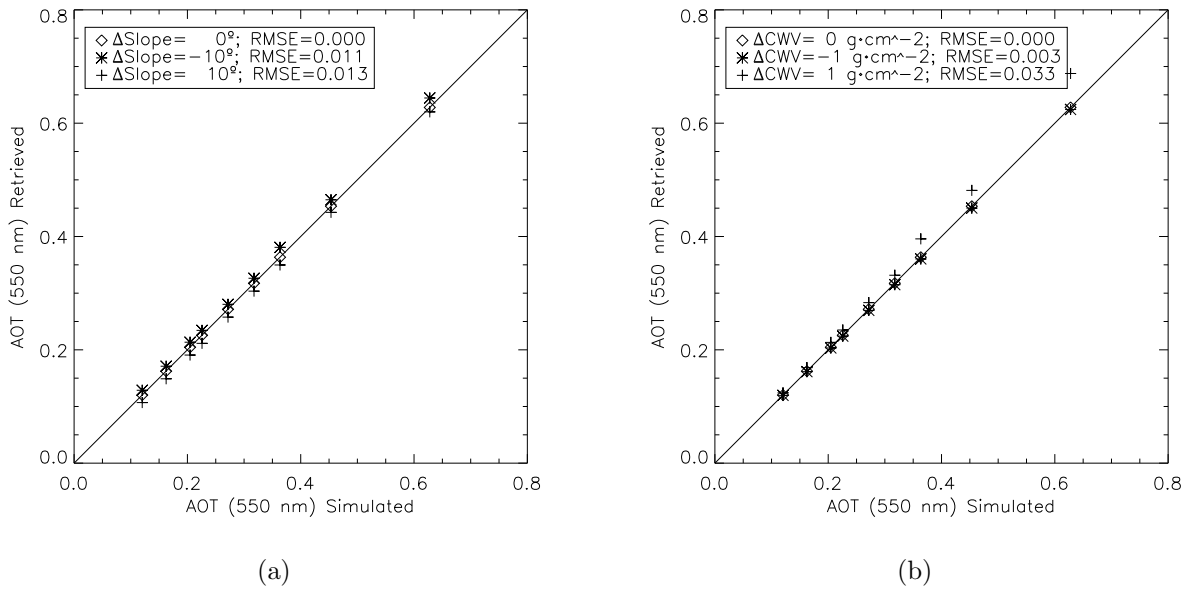 ◇ ΔSlope= 0º; RMSE=0.000
ΔSlope=−10º; RMSE=0.011
+ ΔSlope= 10º; RMSE=0.013
0.8
0.6
0.4
0.2
0.0
AOT (550 nm) Retrieved
0.0 0.2 0.4 0.6 0.8
AOT (550 nm) Simulated
(a)
◇ ΔCWV= 0 g·cm^−2; RMSE=0.000
ΔCWV=−1 g·cm^−2; RMSE=0.003
+ ΔCWV= 1 g·cm^−2; RMSE=0.033
0.8
0.6
0.4
0.2
0.0
AOT (550 nm) Retrieved
0.0 0.2 0.4 0.6 0.8
AOT (550 nm) Simulated
(b)